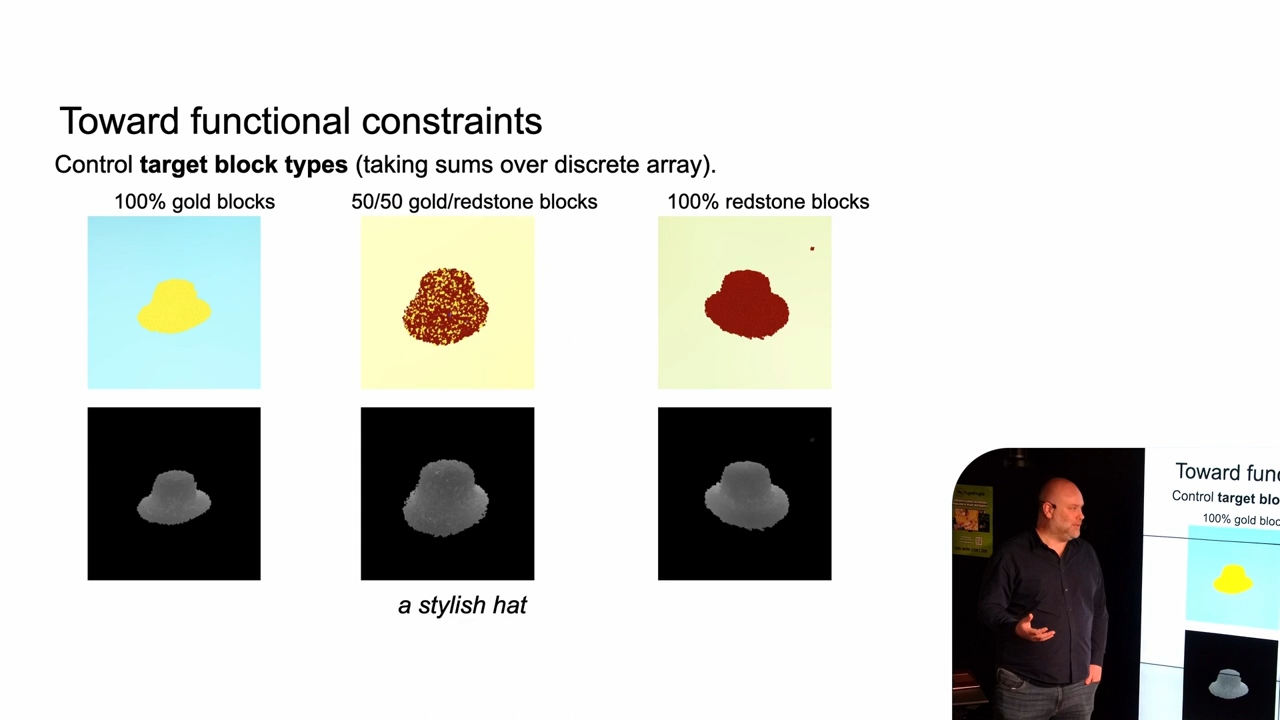 Toward functional constraints
Control target block types (taking sums over discrete array).
100% gold blocks
50/50 gold/redstone blocks
100% redstone blocks
a stylish hat
Toward func
Control target blo
100% gold bloc